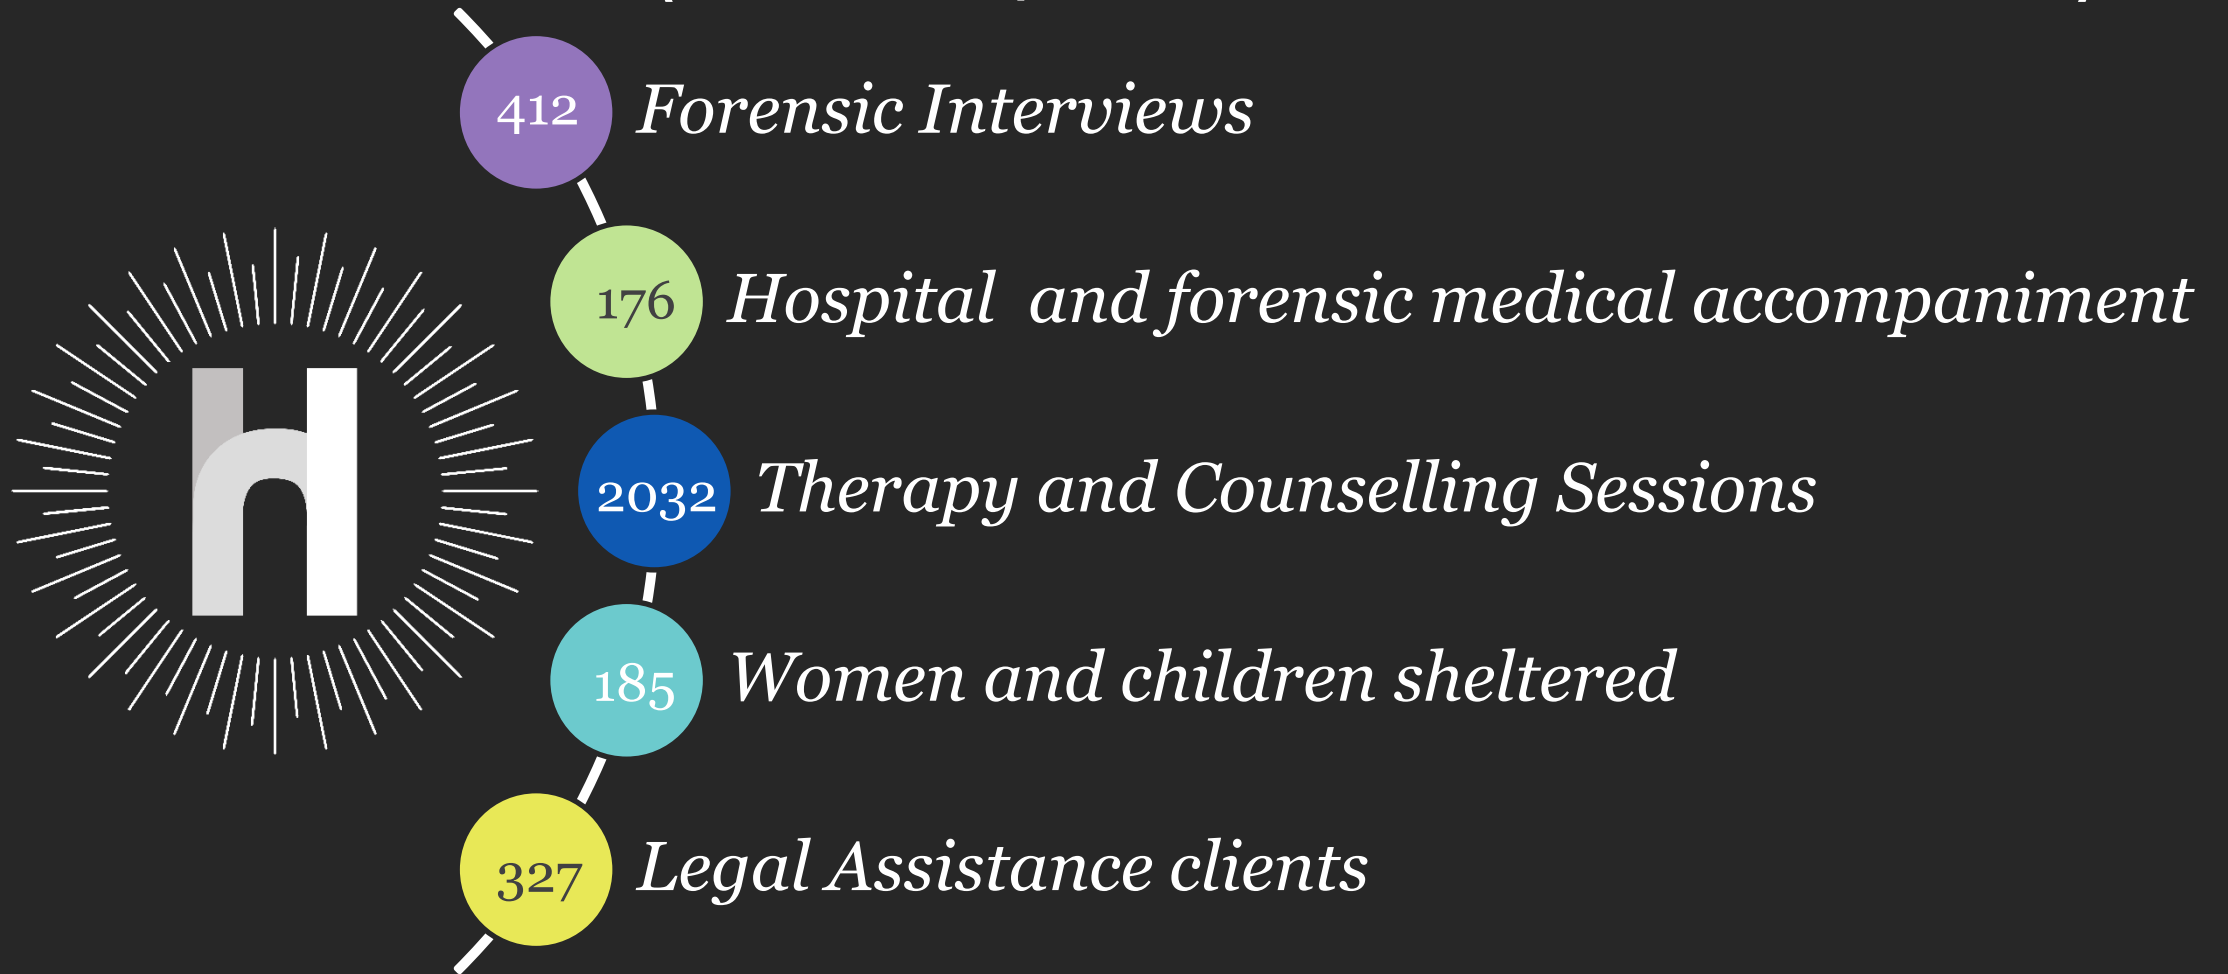 412 Forensic Interviews
176 Hospital and forensic medical accompaniment
H
2032 Therapy and Counselling Sessions
185 Women and children sheltered
327 Legal Assistance clients